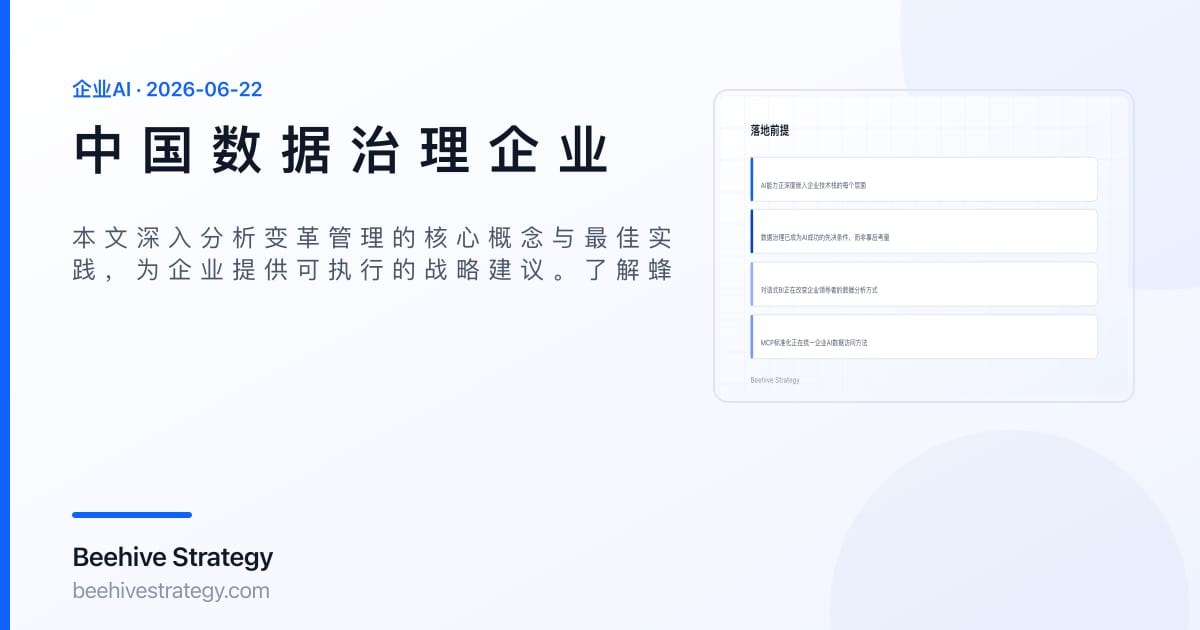 企业AI · 2026-06-22
中国数据治理企业
本文深入分析变革管理的核心概念与最佳实
践，为企业提供可执行的战略建议。了解蜂
落地前提
AI能力正深度嵌入企业技术栈的每个层面
数据治理已成为AI成功的先决条件，而非事后考量
对话式BI正在改变企业领导者的数据分析方式
MCP标准化正在统一企业AI数据访问方法
Beehive Strategy
Beehive Strategy
beehivestrategy.com